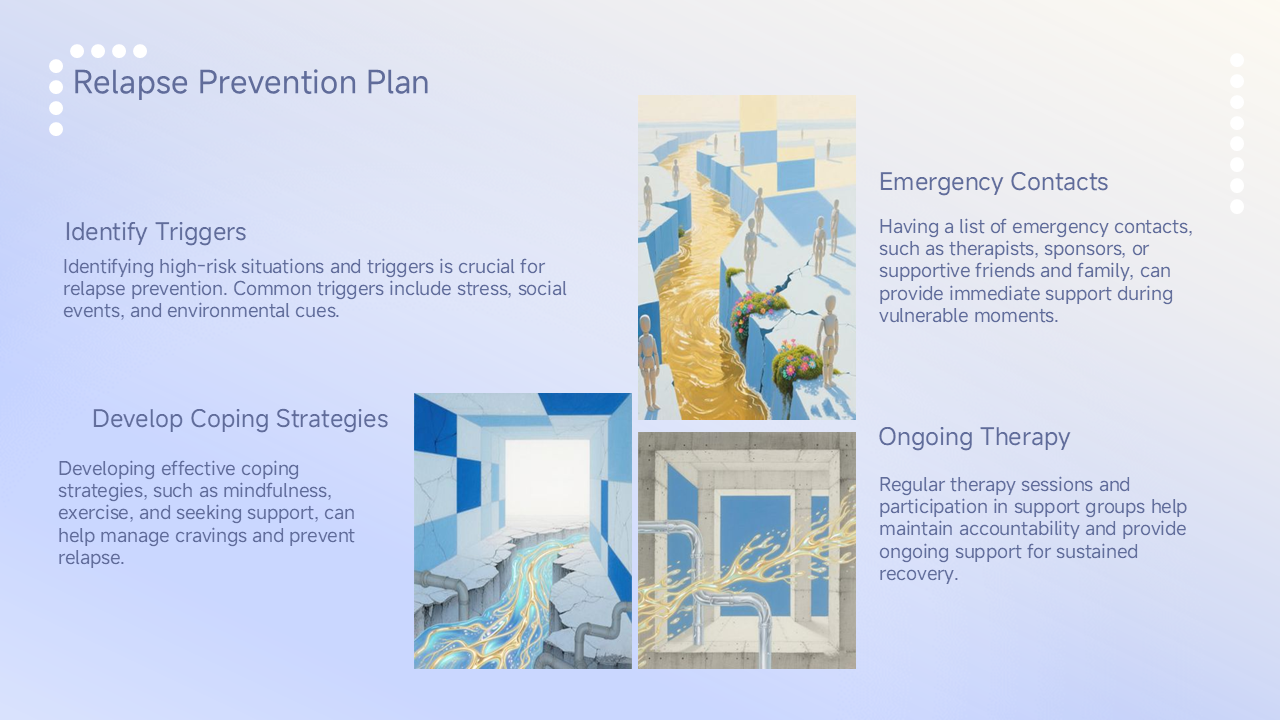 Relapse Prevention Plan
Identify Triggers
Identifying high-risk situations and triggers is crucial for
relapse prevention. Common triggers include stress, social
events, and environmental cues.
Develop Coping Strategies
Developing effective coping
strategies, such as mindfulness,
exercise, and seeking support, can
help manage cravings and prevent
relapse.
Emergency Contacts
Having a list of emergency contacts,
such as therapists, sponsors, or
supportive friends and family, can
provide immediate support during
vulnerable moments.
Ongoing Therapy
Regular therapy sessions and
participation in support groups help
maintain accountability and provide
ongoing support for sustained
recovery.